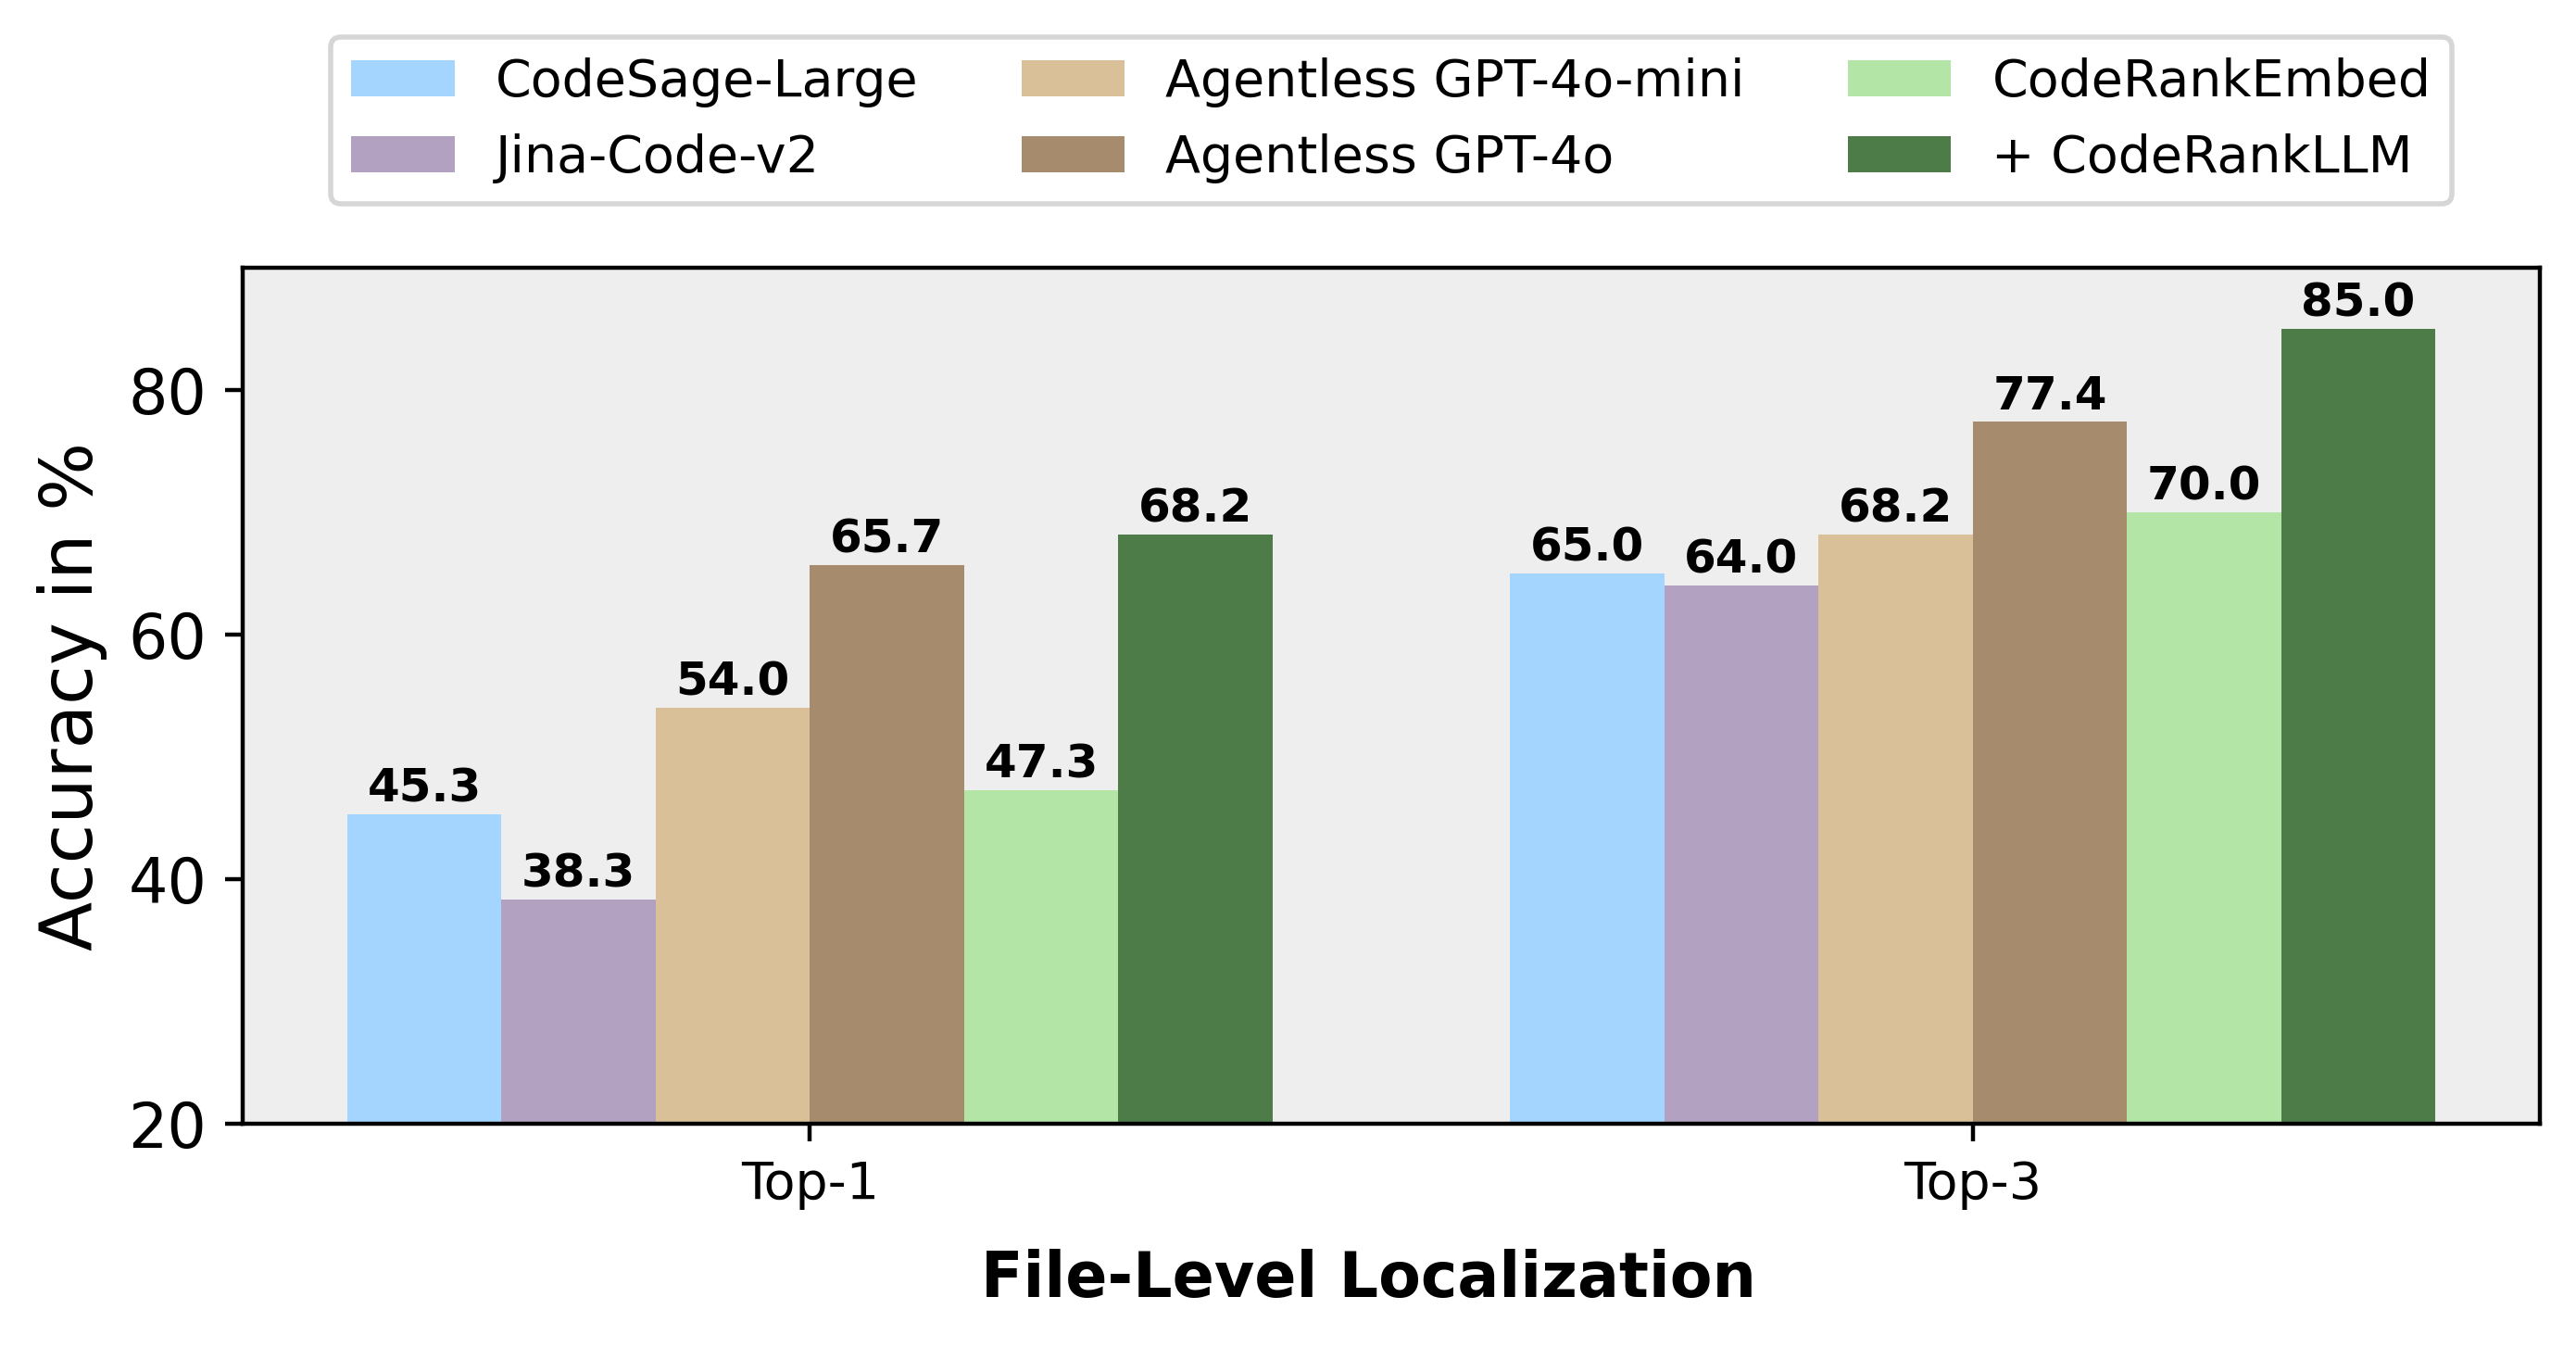 CodeSage-Large
Jina-Code-v2
Agentless GPT-4o-mini
Agentless GPT-4o
CodeRankEmbed
+ CodeRankLLM
Accuracy in %
80
60
40
20
45.3
38.3
54.0
65.7
47.3
68.2
65.0
64.0
68.2
77.4
70.0
85.0
Top-1
Top-3
File-Level Localization